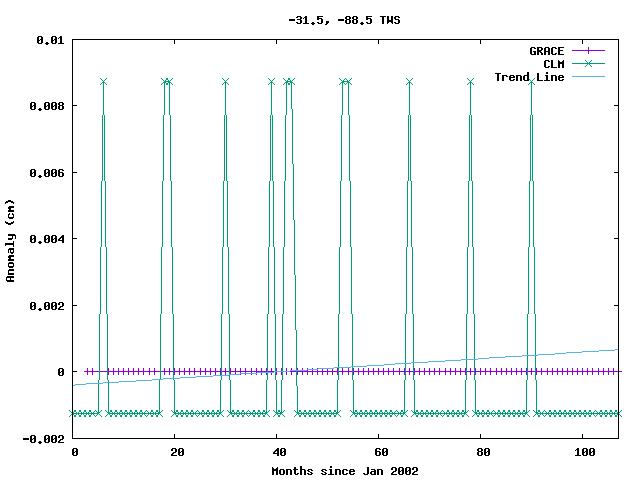 -31.5, -88.5 TWS
0.01
0.008
0.006
0.004
0.002
0
-0.002
Anomaly (cm)
GRACE
CLM
Trend Line
0 20 40 60 80 100
Months since Jan 2002